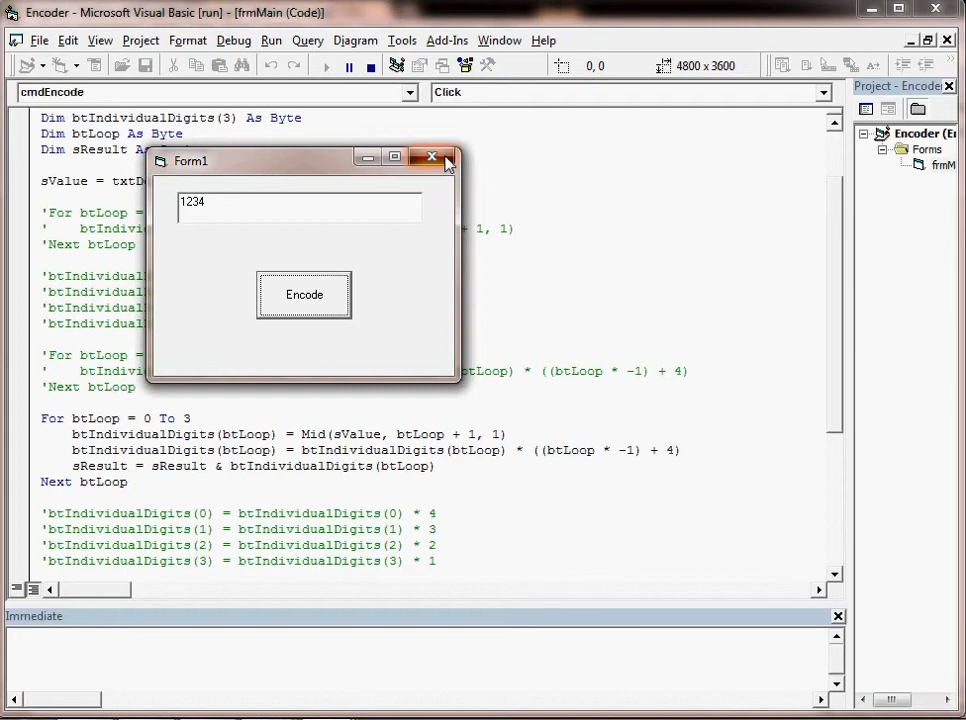 Encoder - Microsoft Visual Basic [run] - [frmMain (Code)]
File Edit View Project Format Debug Run Query Diagram Tools Add-Ins Window Help
0, 0 4800 x 3600
cmdEncode Click
Project - Encoder
Encoder (En
Forms
frmM
Dim btIndividualDigits(3) As Byte
Dim btLoop As Byte
Dim sResult As
sValue = txtDe
'For btLoop =
' btIndivi + 1, 1)
'Next btLoop
'btIndividual
'btIndividual
'btIndividual
'btIndividual
'For btLoop =
' btIndivi btLoop) * ((btLoop * -1) + 4)
'Next btLoop
Form1
1234
Encode
For btLoop = 0 To 3
btIndividualDigits(btLoop) = Mid(sValue, btLoop + 1, 1)
btIndividualDigits(btLoop) = btIndividualDigits(btLoop) * ((btLoop * -1) + 4)
sResult = sResult & btIndividualDigits(btLoop)
Next btLoop
'btIndividualDigits(0) = btIndividualDigits(0) * 4
'btIndividualDigits(1) = btIndividualDigits(1) * 3
'btIndividualDigits(2) = btIndividualDigits(2) * 2
'btIndividualDigits(3) = btIndividualDigits(3) * 1
Immediate